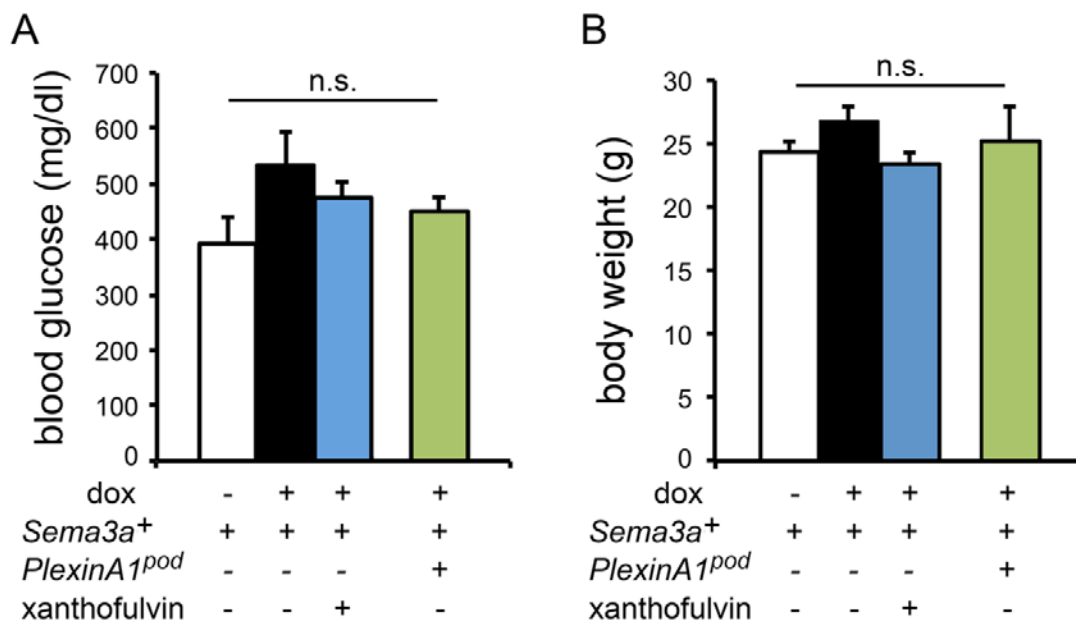 A
n.s.
blood glucose (mg/dl)
700
600
500
400
300
200
100
0
dox - + + +
Sema3a+ + + + +
PlexinA1pod - - - +
xanthofulvin - - + -
B
n.s.
body weight (g)
30
25
20
15
10
5
0
dox - + + +
Sema3a+ + + + +
PlexinA1pod - - - +
xanthofulvin - - + -